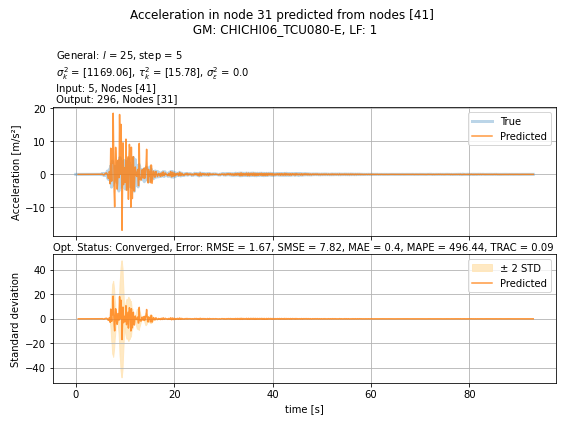 Acceleration in node 31 predicted from nodes [41]
GM: CHICHI06_TCU080-E, LF: 1
General: l = 25, step = 5
σ_k² = [1169.06], τ_k² = [15.78], σ_ε² = 0.0
Input: 5, Nodes [41]
Output: 296, Nodes [31]
Acceleration [m/s²]
20
10
0
−10
True
Predicted
Opt. Status: Converged, Error: RMSE = 1.67, SMSE = 7.82, MAE = 0.4, MAPE = 496.44, TRAC = 0.09
Standard deviation
40
20
0
−20
−40
± 2 STD
Predicted
0
20
40
60
80
time [s]